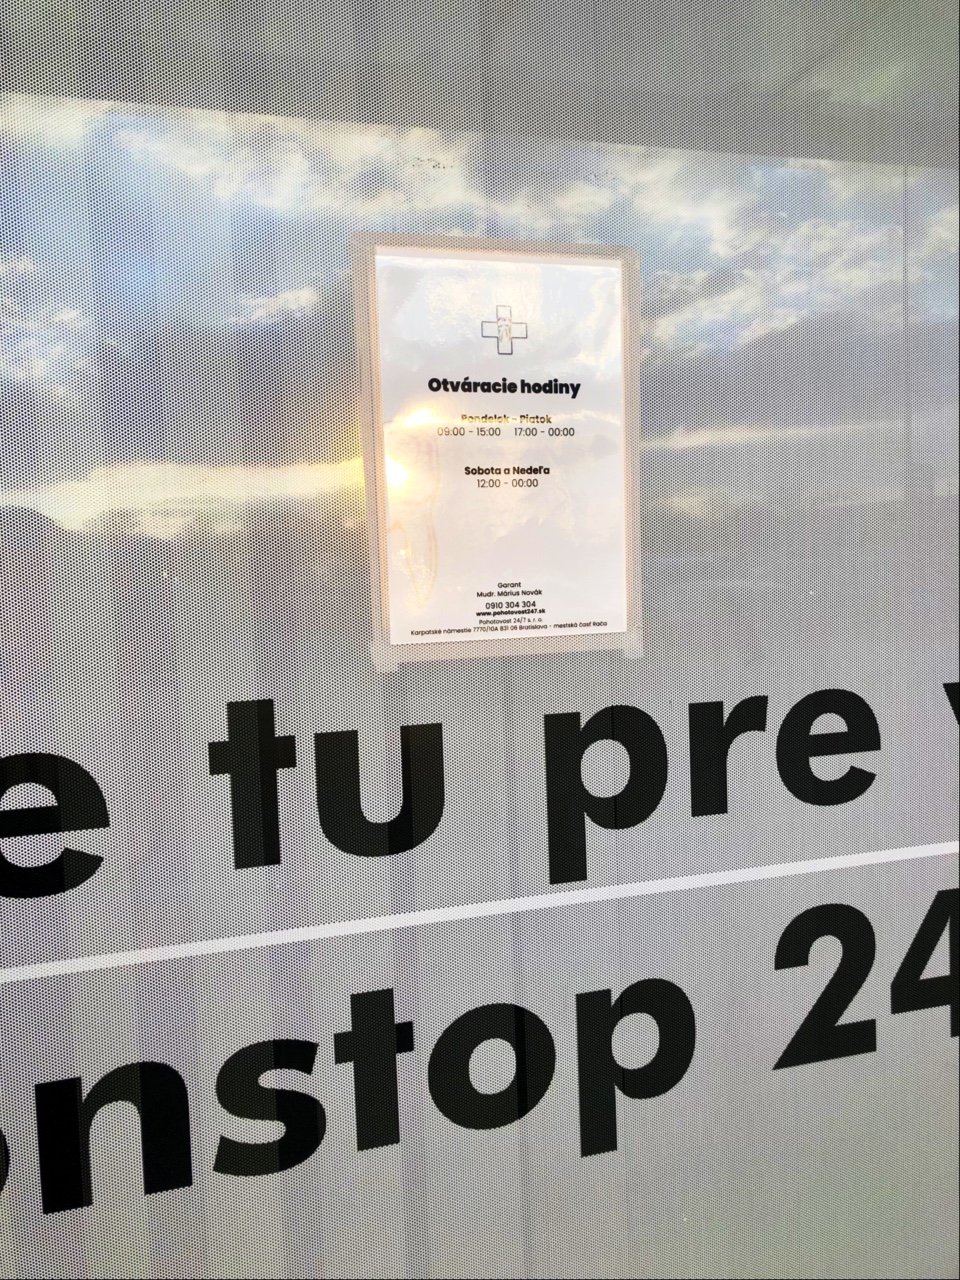 Otváracie hodiny
Pondelok - Piatok
09:00 - 15:00 17:00 - 00:00
Sobota a Nedeľa
12:00 - 00:00
Garant
Mudr. Márius Novák
0910 304 304
www.pohotovost247.sk
Pohotovost 24/7 s. r. o.
Karpatské námestie 7770/10A 831 06 Bratislava - mestská časť Rača
e tu pre v
onstop 24